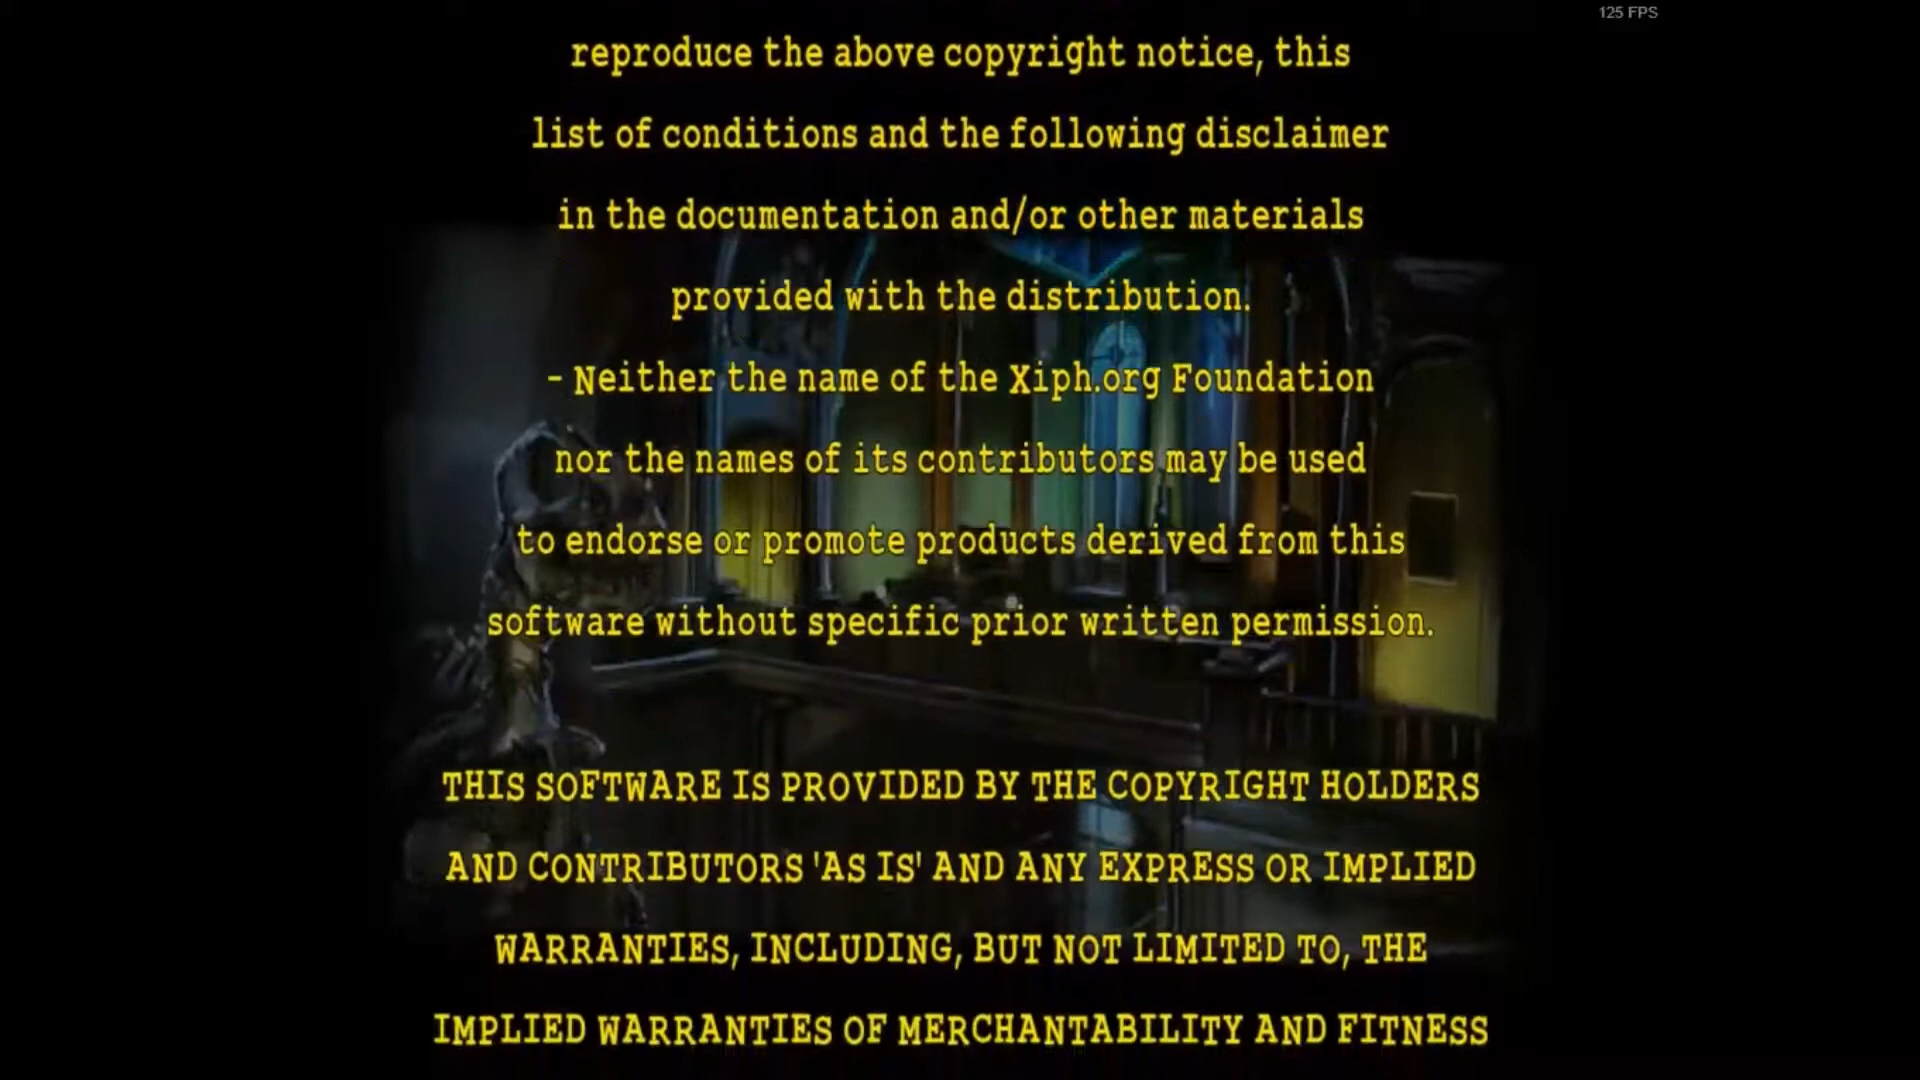 125 FPS
reproduce the above copyright notice, this
list of conditions and the following disclaimer
in the documentation and/or other materials
provided with the distribution.
- Neither the name of the Xiph.org Foundation
nor the names of its contributors may be used
to endorse or promote products derived from this
software without specific prior written permission.
THIS SOFTWARE IS PROVIDED BY THE COPYRIGHT HOLDERS
AND CONTRIBUTORS 'AS IS' AND ANY EXPRESS OR IMPLIED
WARRANTIES, INCLUDING, BUT NOT LIMITED TO, THE
IMPLIED WARRANTIES OF MERCHANTABILITY AND FITNESS